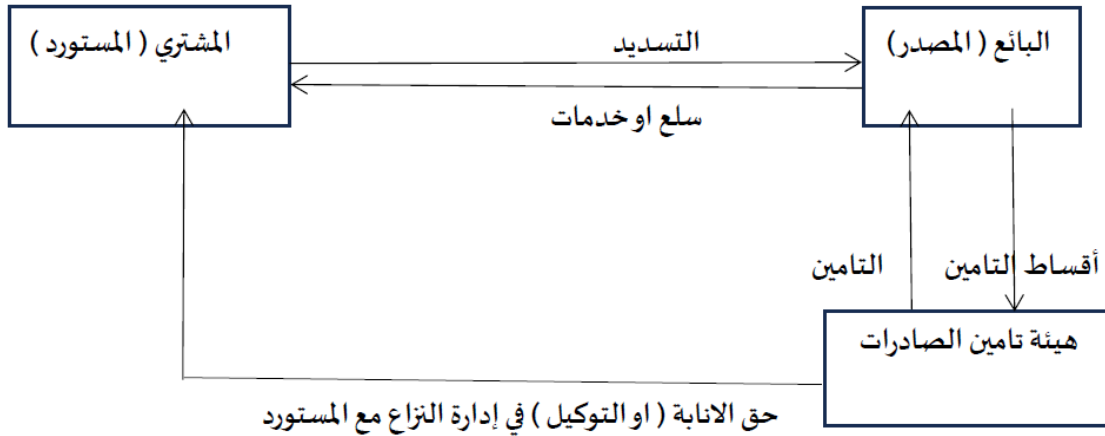 البائع ( المصدر)
المشتري ( المستورد )
التسديد
سلع او خدمات
أقساط التامين
التامين
هيئة تامين الصادرات
حق الانابة ( او التوكيل ) في إدارة النزاع مع المستورد